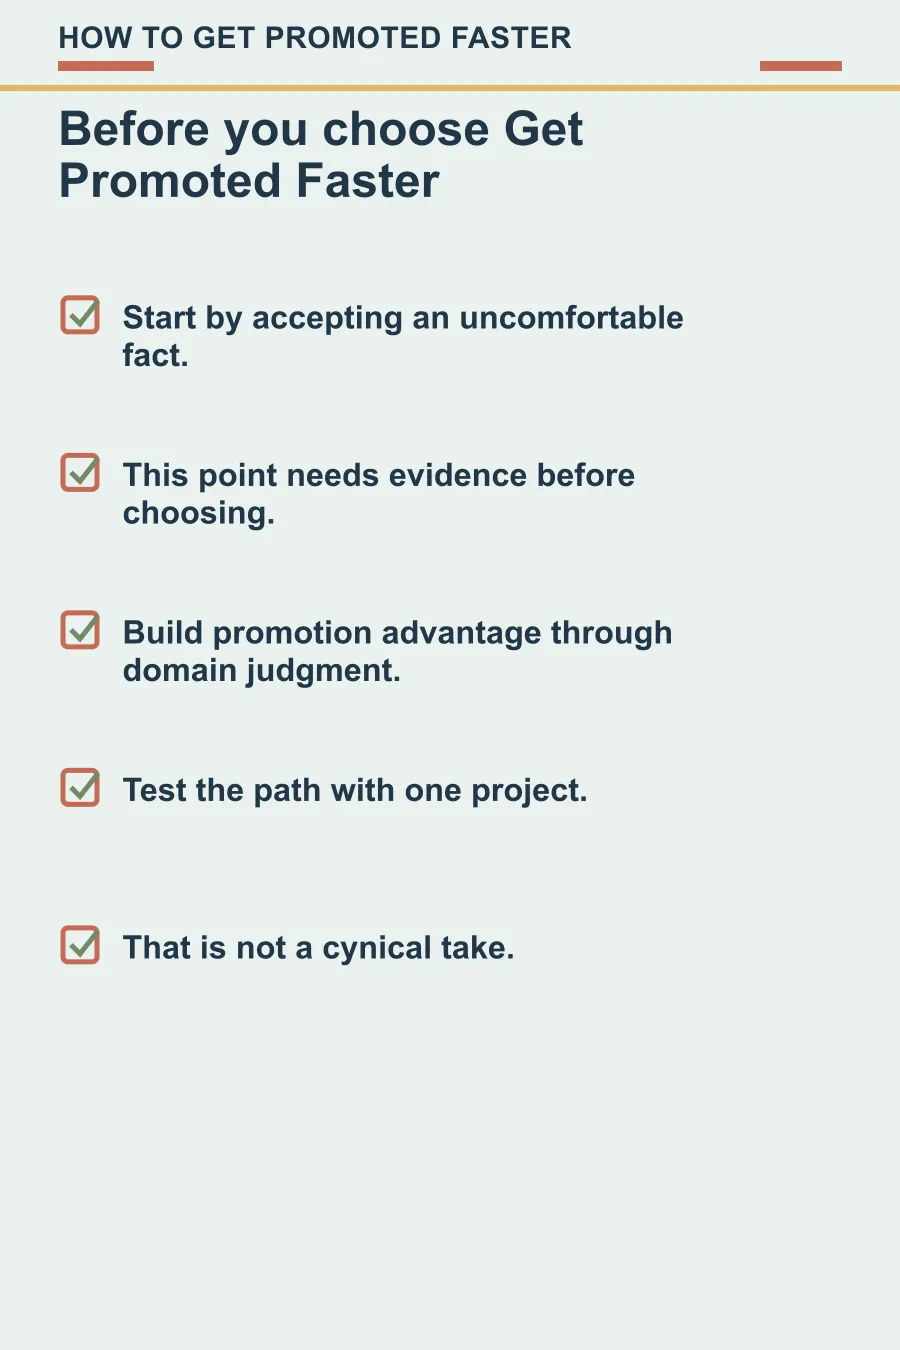 HOW TO GET PROMOTED FASTER
Before you choose Get
Promoted Faster
Start by accepting an uncomfortable
fact.
This point needs evidence before
choosing.
Build promotion advantage through
domain judgment.
Test the path with one project.
That is not a cynical take.